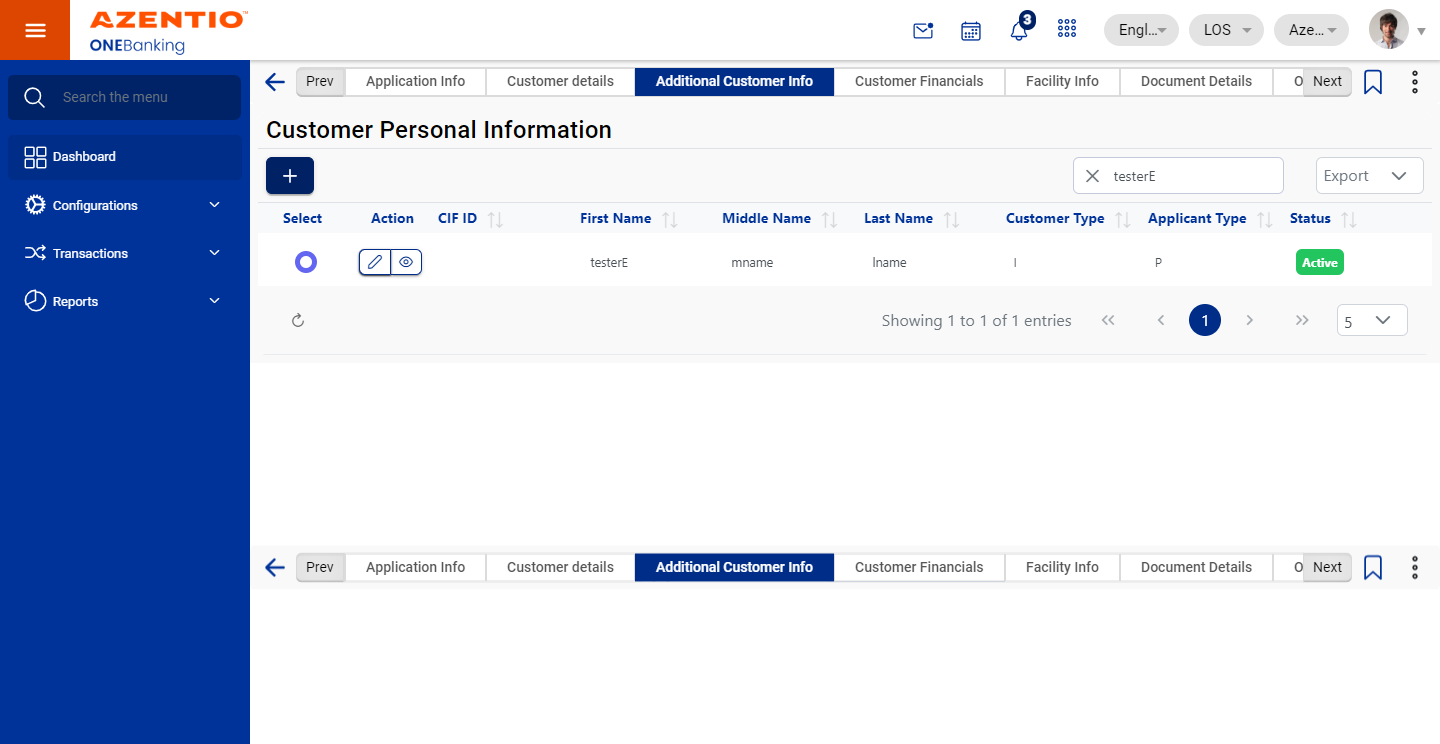 AZENTIO™
ONEBanking
3
Engl...
LOS
Aze...
Search the menu
Dashboard
Configurations
Transactions
Reports
Prev
Application Info
Customer details
Additional Customer Info
Customer Financials
Facility Info
Document Details
O
Next
Customer Personal Information
testerE
Export
Select Action CIF ID First Name Middle Name Last Name Customer Type Applicant Type Status
testerE mname lname I P Active
Showing 1 to 1 of 1 entries
1
5
Prev
Application Info
Customer details
Additional Customer Info
Customer Financials
Facility Info
Document Details
O
Next